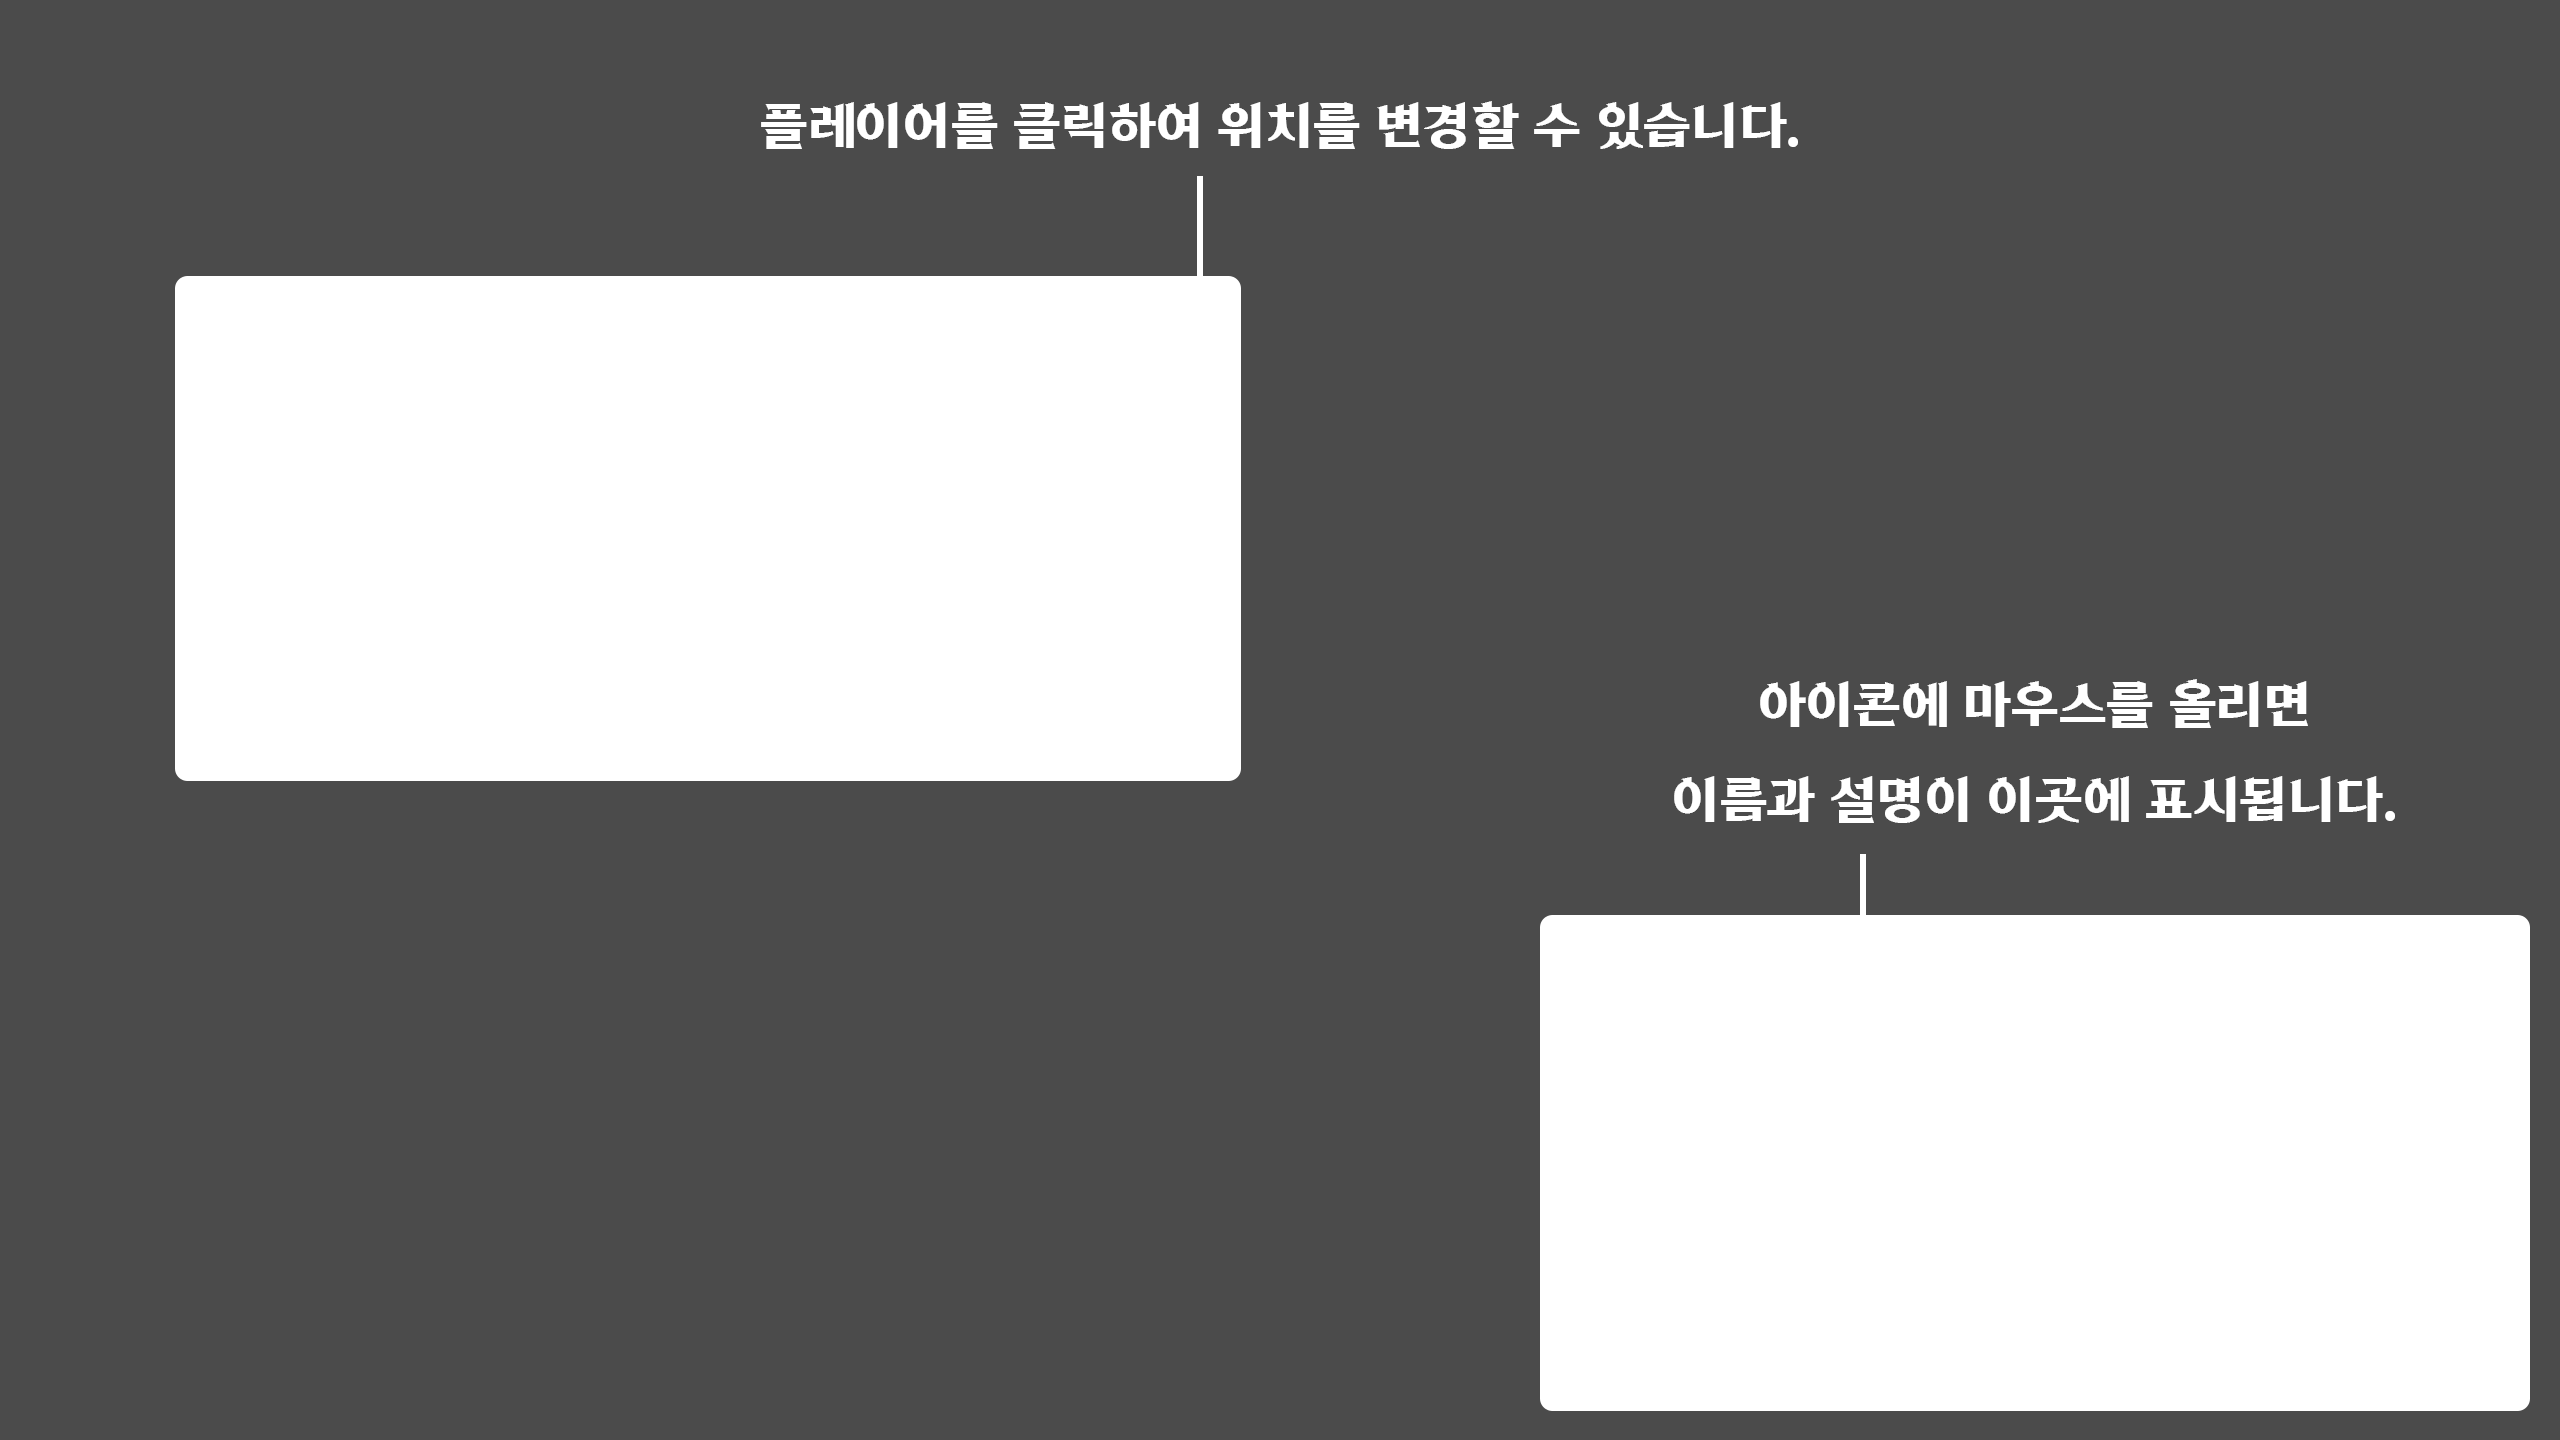 플레이어를 클릭하여 위치를 변경할 수 있습니다.
아이콘에 마우스를 올리면
이름과 설명이 이곳에 표시됩니다.